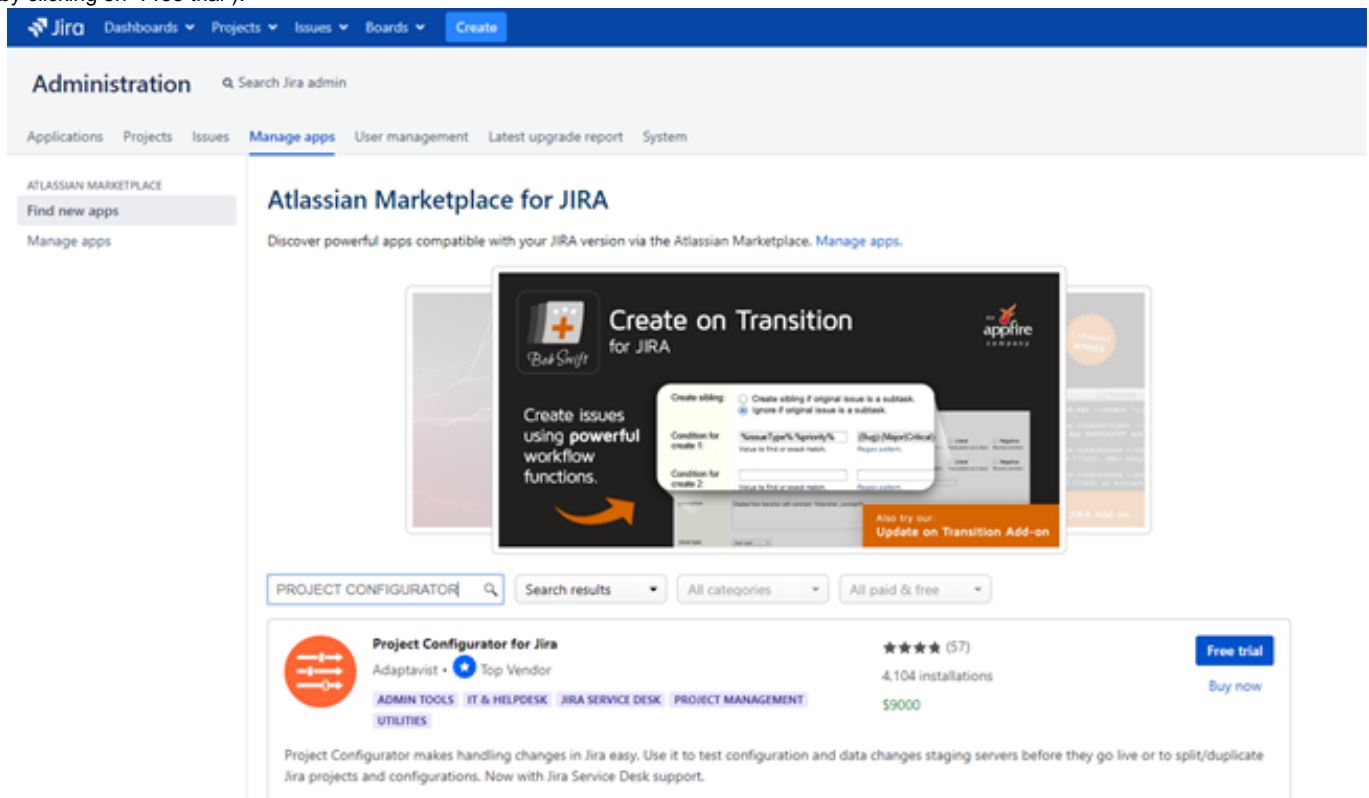 by clicking on "Free trial").
Jira Dashboards Projects Issues Boards Create
Administration Search Jira admin
Applications Projects Issues Manage apps User management Latest upgrade report System
ATLASSIAN MARKETPLACE
Find new apps
Manage apps
Atlassian Marketplace for JIRA
Discover powerful apps compatible with your JIRA version via the Atlassian Marketplace. Manage apps.
Bob Swift
Create on Transition
for JIRA
appfire
company
Create issues
using powerful
workflow
functions.
Create sibling: Create sibling if original issue is a subtask.
Ignore if original issue is a subtask.
Condition for
create 1:
%issueType% %priority%
Value to find or exact match.
Regex pattern.
Condition for
create 2:
Value to find or exact match.
Regex pattern.
Also try our:
Update on Transition Add-on
JIRA Add-on
PROJECT CONFIGURATOR Search results All categories All paid & free
Project Configurator for Jira
(57)
Free trial
Adaptavist • Top Vendor
4,104 installations
Buy now
ADMIN TOOLS IT & HELPDESK JIRA SERVICE DESK PROJECT MANAGEMENT
UTILITIES
$9000
Project Configurator makes handling changes in Jira easy. Use it to test configuration and data changes staging servers before they go live or to split/duplicate
Jira projects and configurations. Now with Jira Service Desk support.